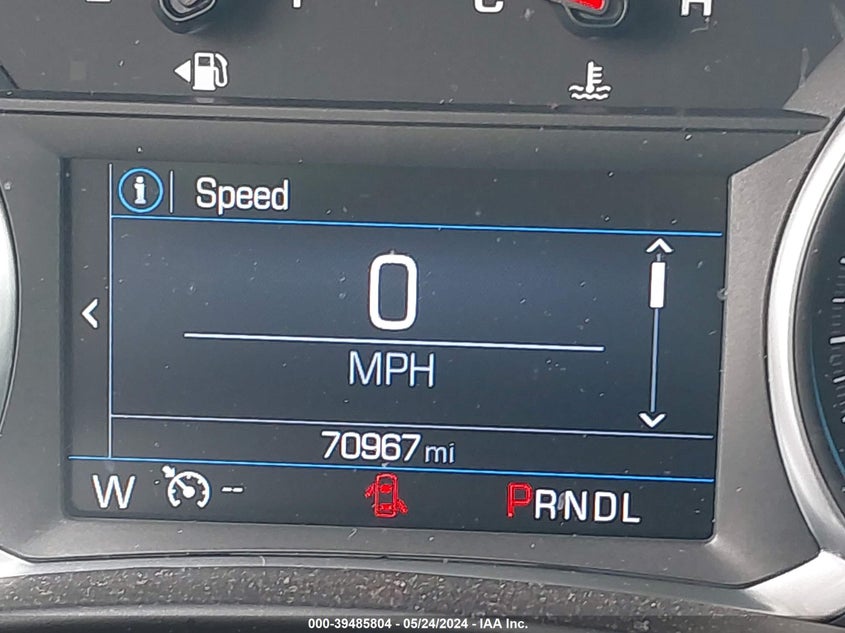 C H
Speed
0
MPH
70967 mi
W -- PRNDL
000-39485804 - 05/24/2024 - IAA Inc.